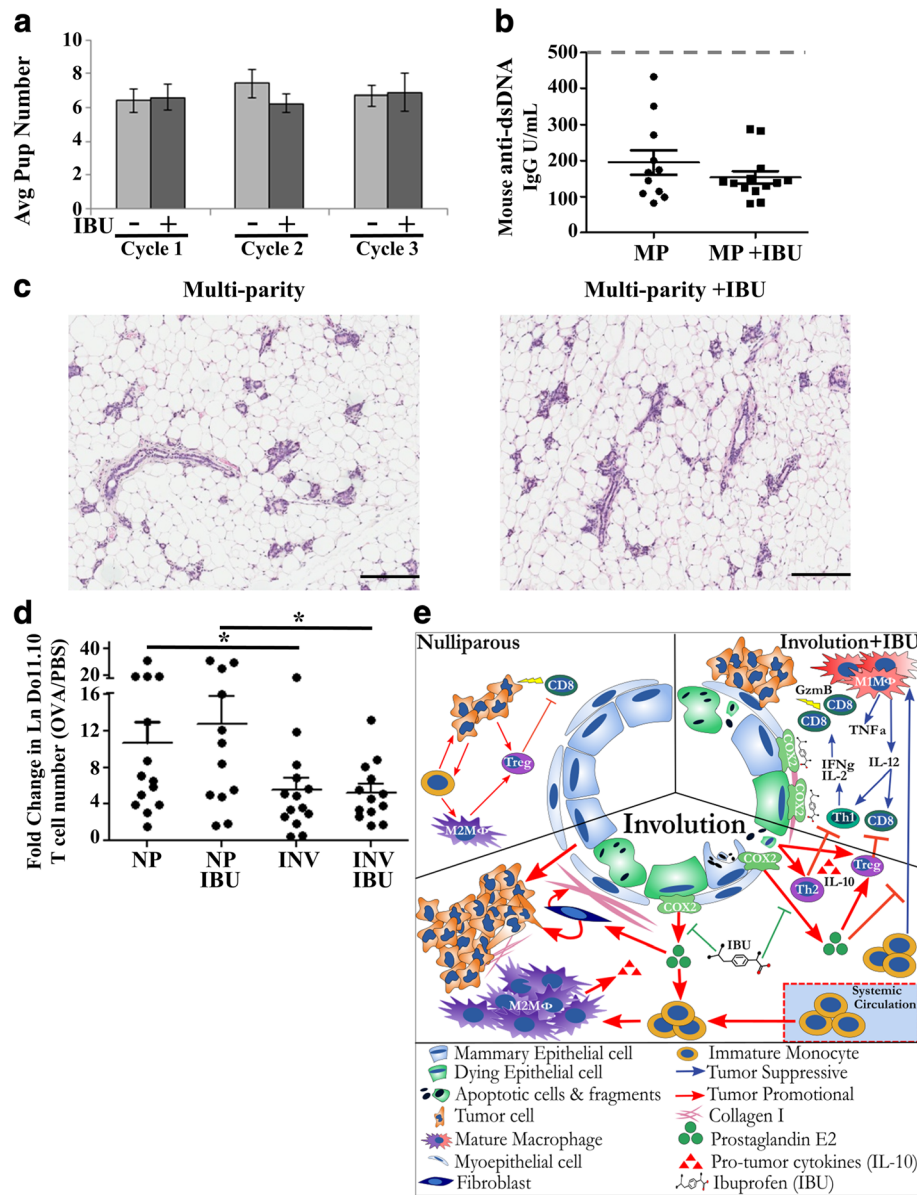 a
10
8
6
4
2
0
Avg Pup Number
IBU - + - + - +
Cycle 1 Cycle 2 Cycle 3
b
500
400
300
200
100
500
Mouse anti-dsDNA
IgG U/mL
MP MP +IBU
c
Multi-parity
Multi-parity +IBU
d
Fold Change in Ln Do11.10
T cell number (OVA/PBS)
40
20
16
12
8
4
0
* *
NP NP IBU INV INV IBU
e
Nulliparous
CD8
Treg
M2MΦ
Involution+IBU
M1MΦ
GzmB
CD8
CD8
TNFa
COX2
COX2
IFNg
IL-2
IL-12
Th1
CD8
Involution
COX2
COX2
Treg
Th2
IL-10
IBU
M2MΦ
Systemic
Circulation
Mammary Epithelial cell
Dying Epithelial cell
Apoptotic cells & fragments
Tumor cell
Mature Macrophage
Myoepithelial cell
Fibroblast
Immature Monocyte
Tumor Suppressive
Tumor Promotional
Collagen I
Prostaglandin E2
Pro-tumor cytokines (IL-10)
Ibuprofen (IBU)